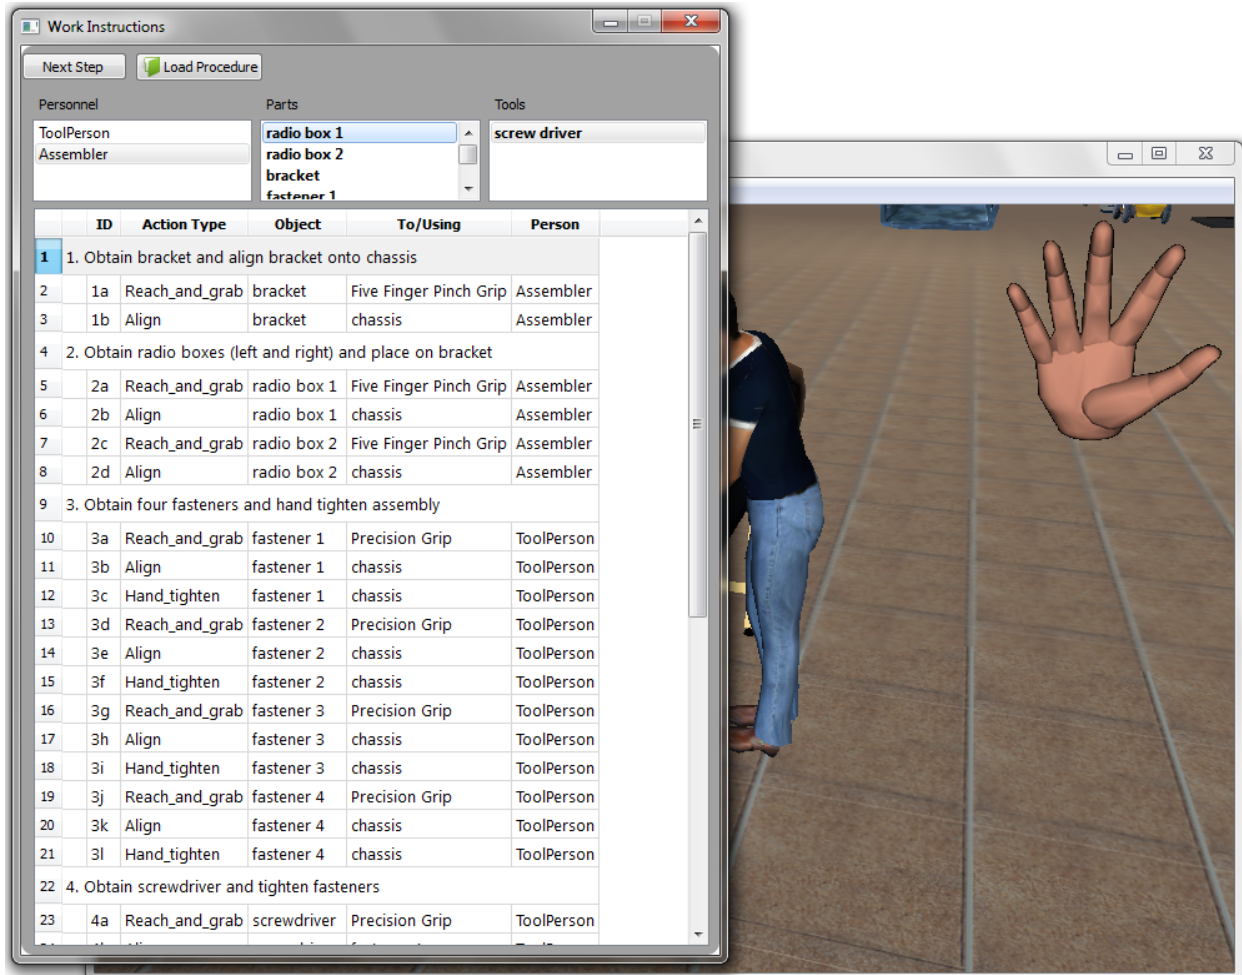 Work Instructions
Next Step Load Procedure
Personnel Parts Tools
ToolPerson radio box 1 screw driver
Assembler radio box 2
bracket
fastener 1
ID Action Type Object To/Using Person
1 1. Obtain bracket and align bracket onto chassis
2 1a Reach_and_grab bracket Five Finger Pinch Grip Assembler
3 1b Align bracket chassis Assembler
4 2. Obtain radio boxes (left and right) and place on bracket
5 2a Reach_and_grab radio box 1 Five Finger Pinch Grip Assembler
6 2b Align radio box 1 chassis Assembler
7 2c Reach_and_grab radio box 2 Five Finger Pinch Grip Assembler
8 2d Align radio box 2 chassis Assembler
9 3. Obtain four fasteners and hand tighten assembly
10 3a Reach_and_grab fastener 1 Precision Grip ToolPerson
11 3b Align fastener 1 chassis ToolPerson
12 3c Hand_tighten fastener 1 chassis ToolPerson
13 3d Reach_and_grab fastener 2 Precision Grip ToolPerson
14 3e Align fastener 2 chassis ToolPerson
15 3f Hand_tighten fastener 2 chassis ToolPerson
16 3g Reach_and_grab fastener 3 Precision Grip ToolPerson
17 3h Align fastener 3 chassis ToolPerson
18 3i Hand_tighten fastener 3 chassis ToolPerson
19 3j Reach_and_grab fastener 4 Precision Grip ToolPerson
20 3k Align fastener 4 chassis ToolPerson
21 3l Hand_tighten fastener 4 chassis ToolPerson
22 4. Obtain screwdriver and tighten fasteners
23 4a Reach_and_grab screwdriver Precision Grip ToolPerson